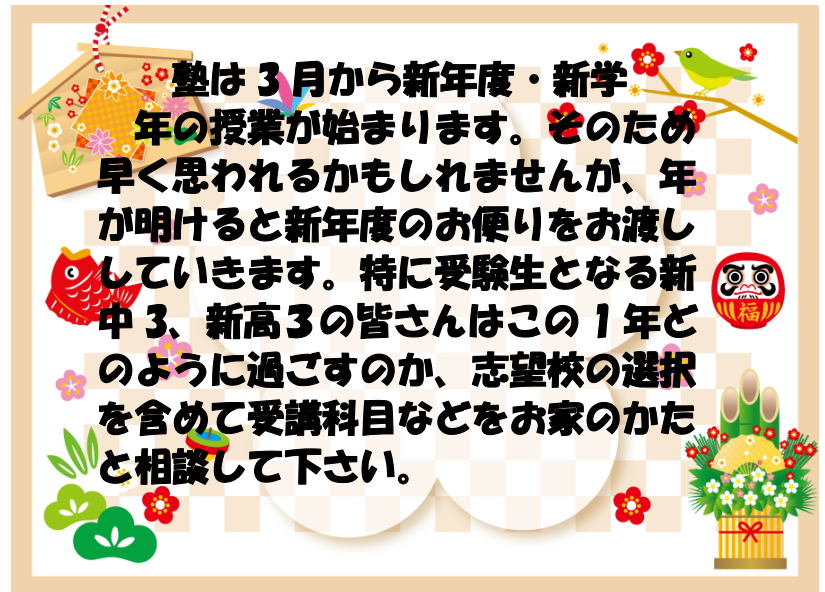 塾は3月から新年度・新学
年の授業が始まります。そのため
早く思われるかもしれませんが、年
が明けると新年度のお便りをお渡し
していきます。特に受験生となる新
中3、新高３の皆さんはこの1年ど
のように過ごすのか、志望校の選択
を含めて受講科目などをお家のかた
と相談して下さい。
福